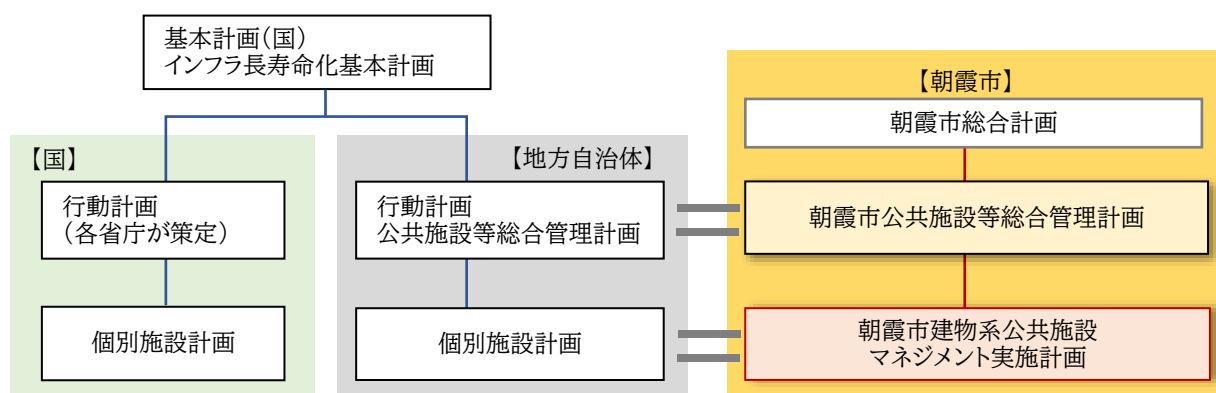 基本計画(国)
インフラ長寿命化基本計画
【国】
行動計画
(各省庁が策定)
個別施設計画
【地方自治体】
行動計画
公共施設等総合管理計画
個別施設計画
【朝霞市】
朝霞市総合計画
朝霞市公共施設等総合管理計画
朝霞市建物系公共施設
マネジメント実施計画